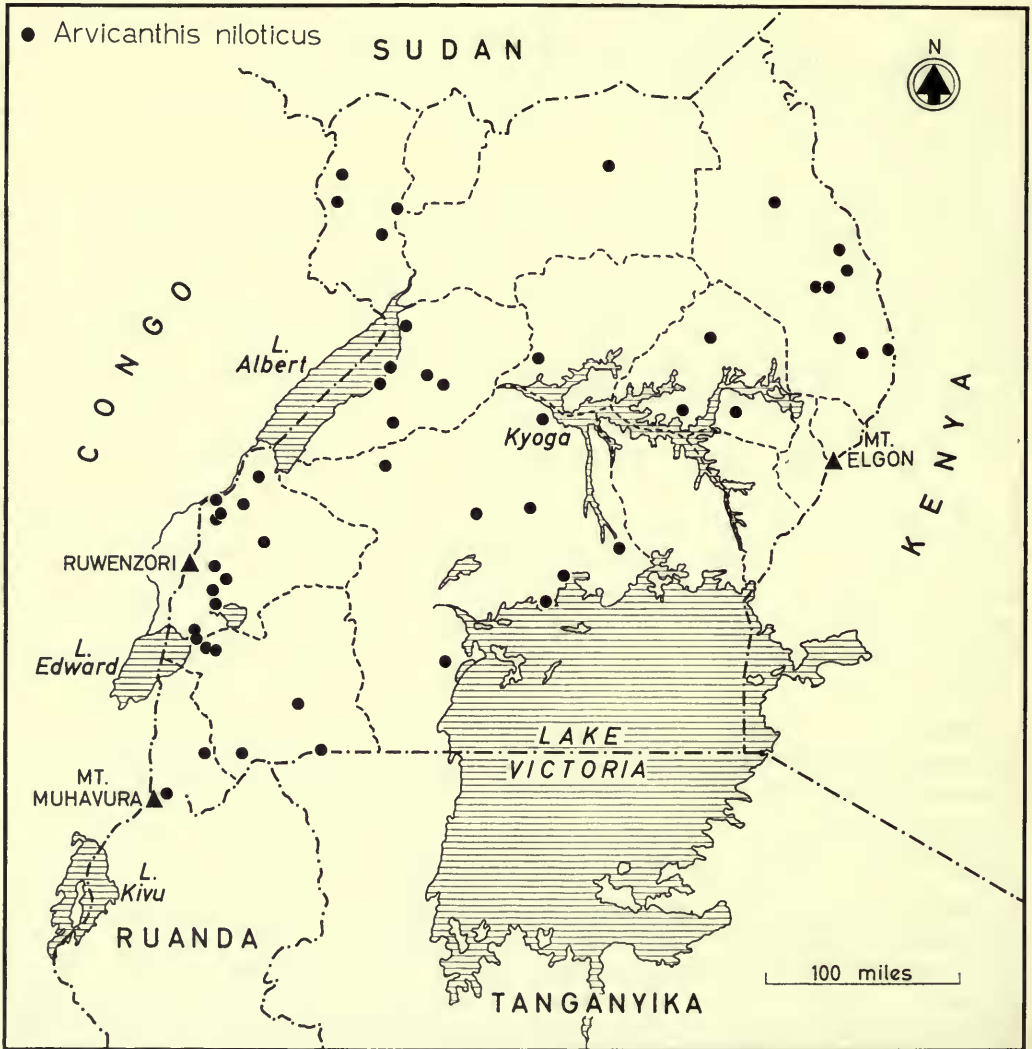 ● Arvicanthis niloticus
SUDAN
N
CONGO
L.
Albert
Kyoga
MT.
ELGON
KENYA
RUWENZORI
L.
Edward
LAKE
VICTORIA
MT.
MUHAVURA
L.
Kivu
RUANDA
100 miles
TANGANYIKA